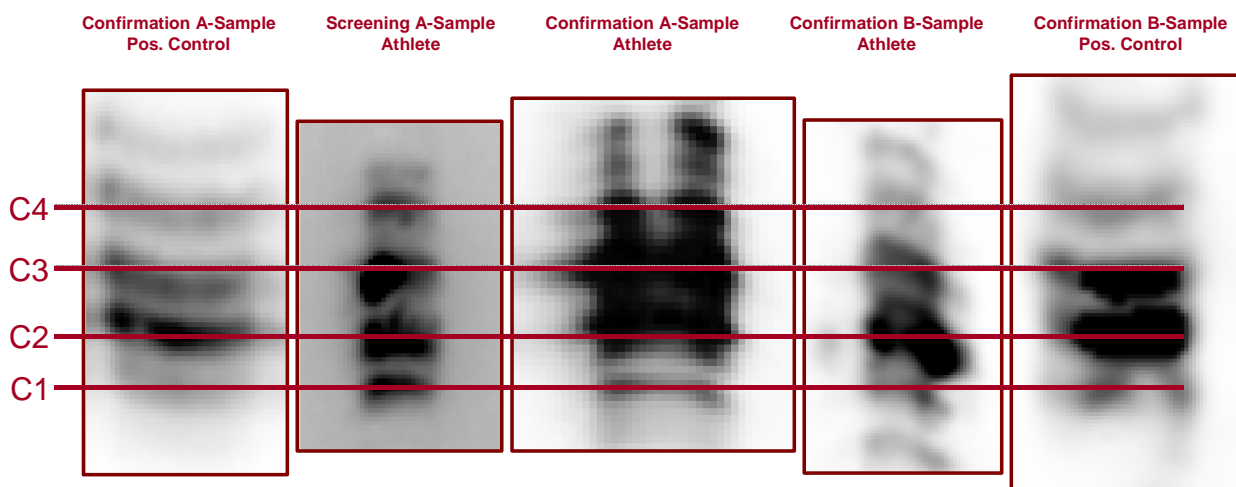 Confirmation A-Sample
Pos. Control
Screening A-Sample
Athlete
Confirmation A-Sample
Athlete
Confirmation B-Sample
Athlete
Confirmation B-Sample
Pos. Control
C4
C3
C2
C1